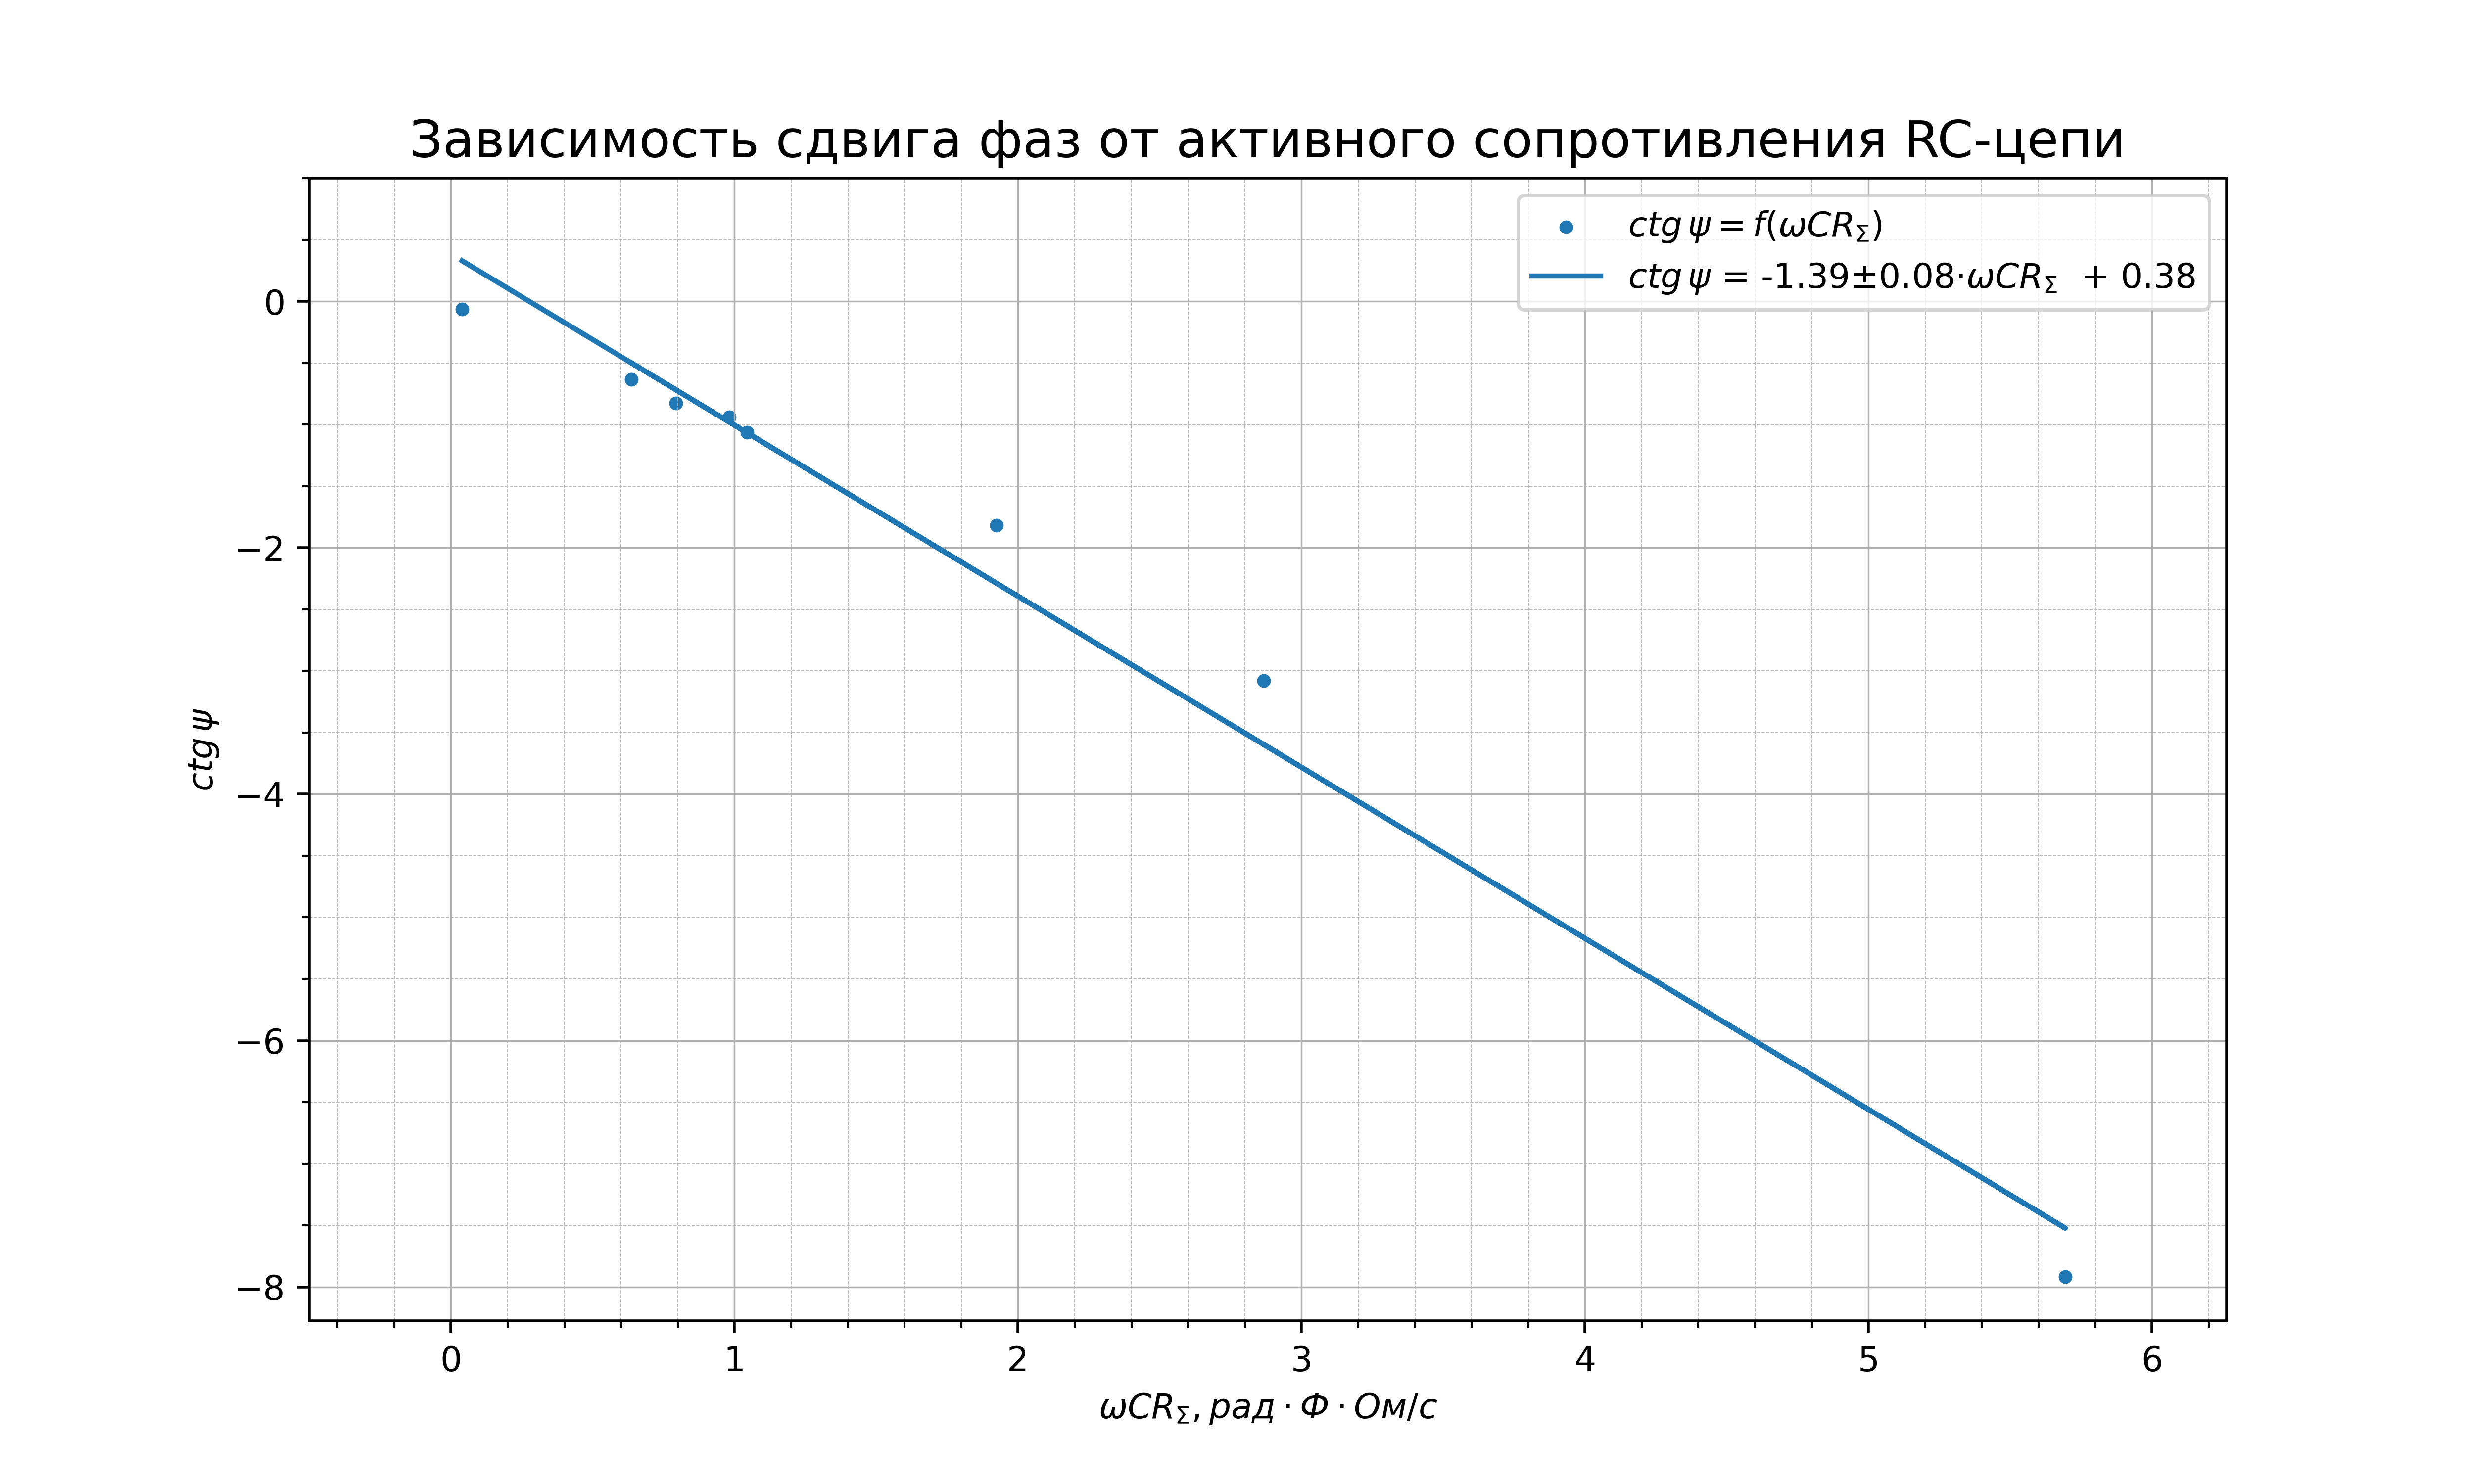 Зависимость сдвига фаз от активного сопротивления RC-цепи
ctg ψ = f(ωCR_Σ)
ctg ψ = -1.39±0.08·ωCR_Σ + 0.38
0
−2
−4
−6
−8
ctg ψ
0 1 2 3 4 5 6
ωCR_Σ, рад · Ф · Ом/с